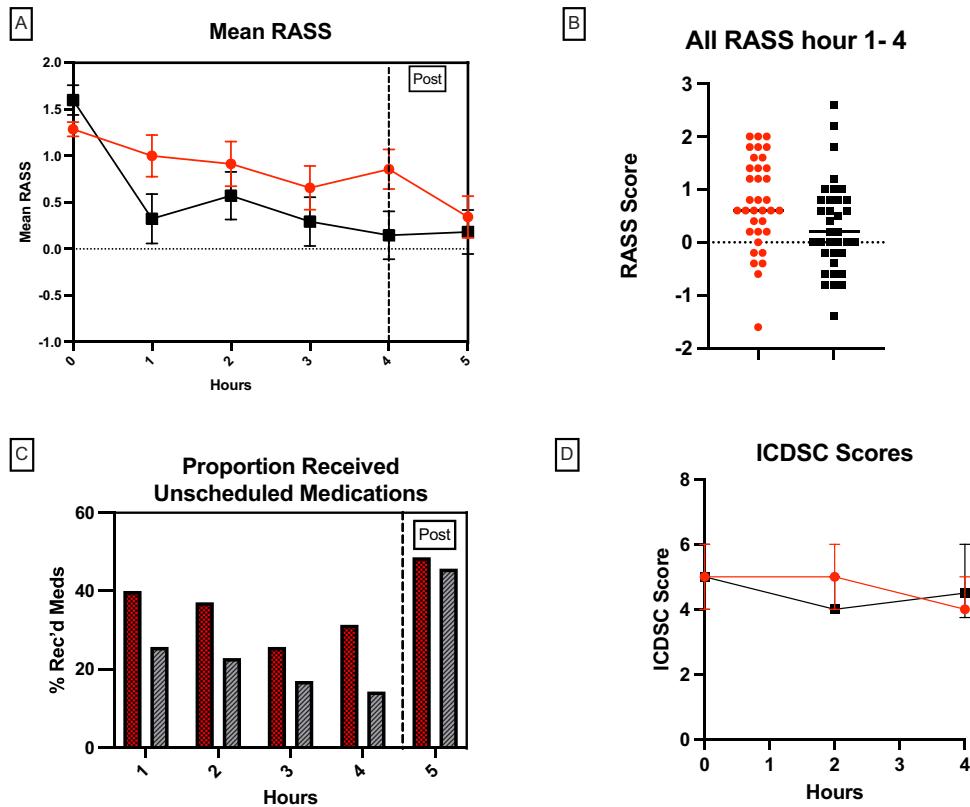 A
Mean RASS
Post
2.0
1.5
1.0
0.5
0.0
-0.5
-1.0
Mean RASS
0 1 2 3 4 5
Hours
B
All RASS hour 1- 4
3
2
1
0
-1
-2
RASS Score
C
Proportion Received
Unscheduled Medications
Post
60
40
20
0
% Rec'd Meds
1 2 3 4 5
Hours
D
ICDSC Scores
8
6
4
2
0
ICDSC Score
0 1 2 3 4
Hours